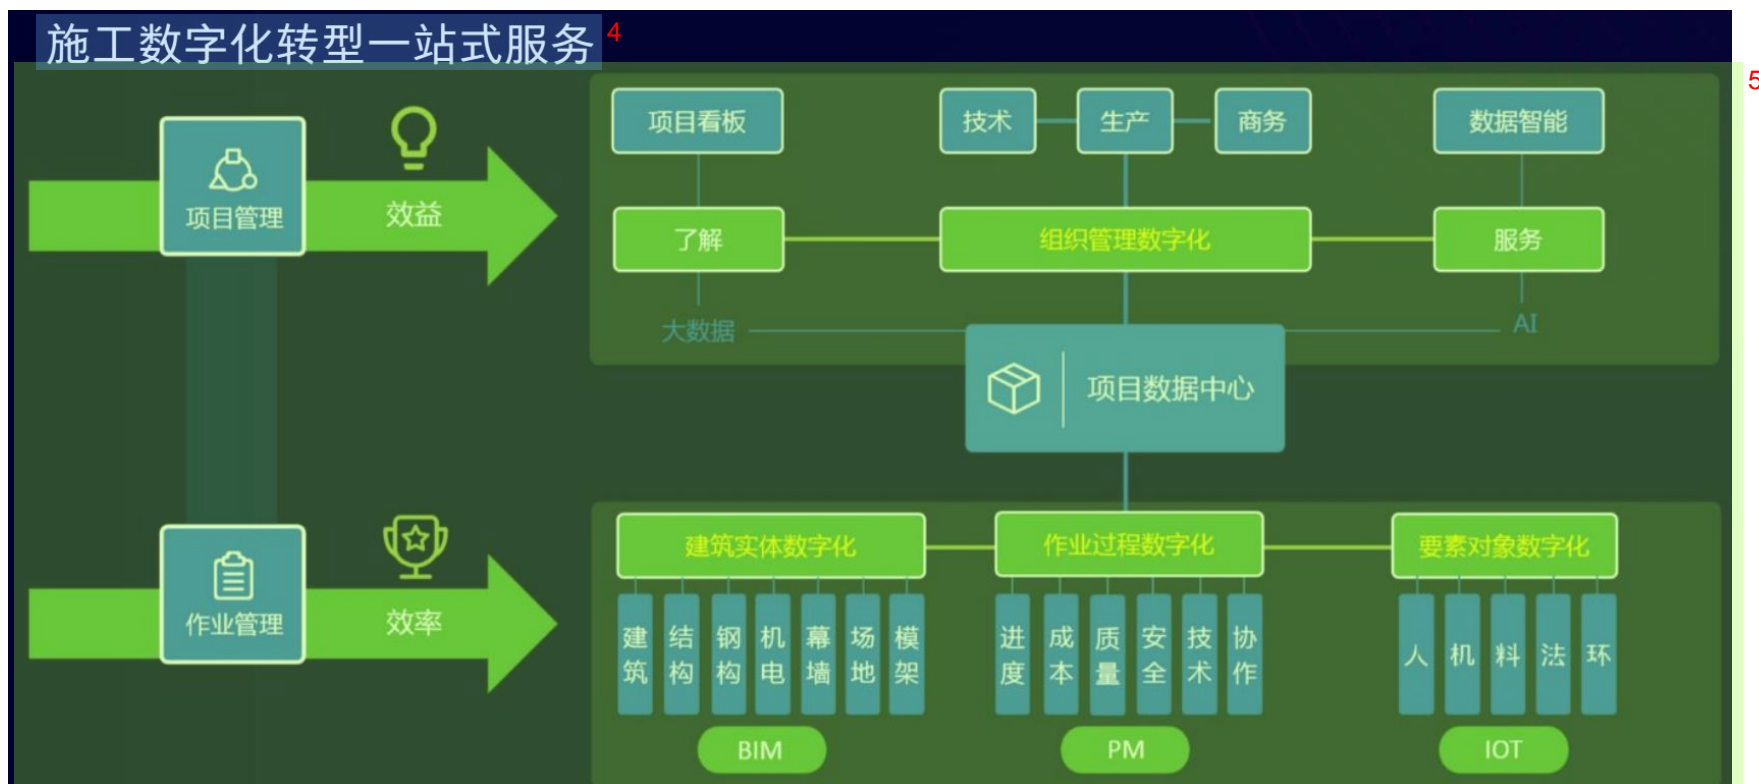 施工数字化转型一站式服务 4
5
项目看板 技术 生产 商务 数据智能
项目管理 效益
了解 组织管理数字化 服务
大数据 AI
项目数据中心
建筑实体数字化 作业过程数字化 要素对象数字化
作业管理 效率
建筑 结构 钢构 机电 幕墙 场地 模架 进度 成本 质量 安全 技术 协作 人 机 料 法 环
BIM PM IOT